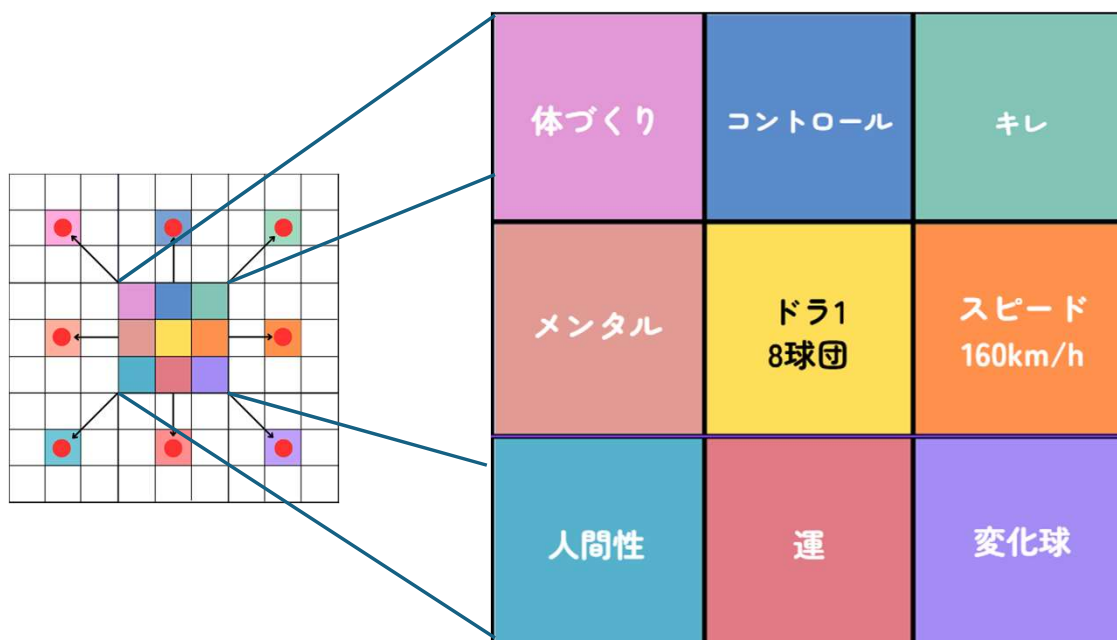 体づくり
コントロール
キレ
メンタル
ドラ1
8球団
スピード
160km/h
人間性
運
変化球